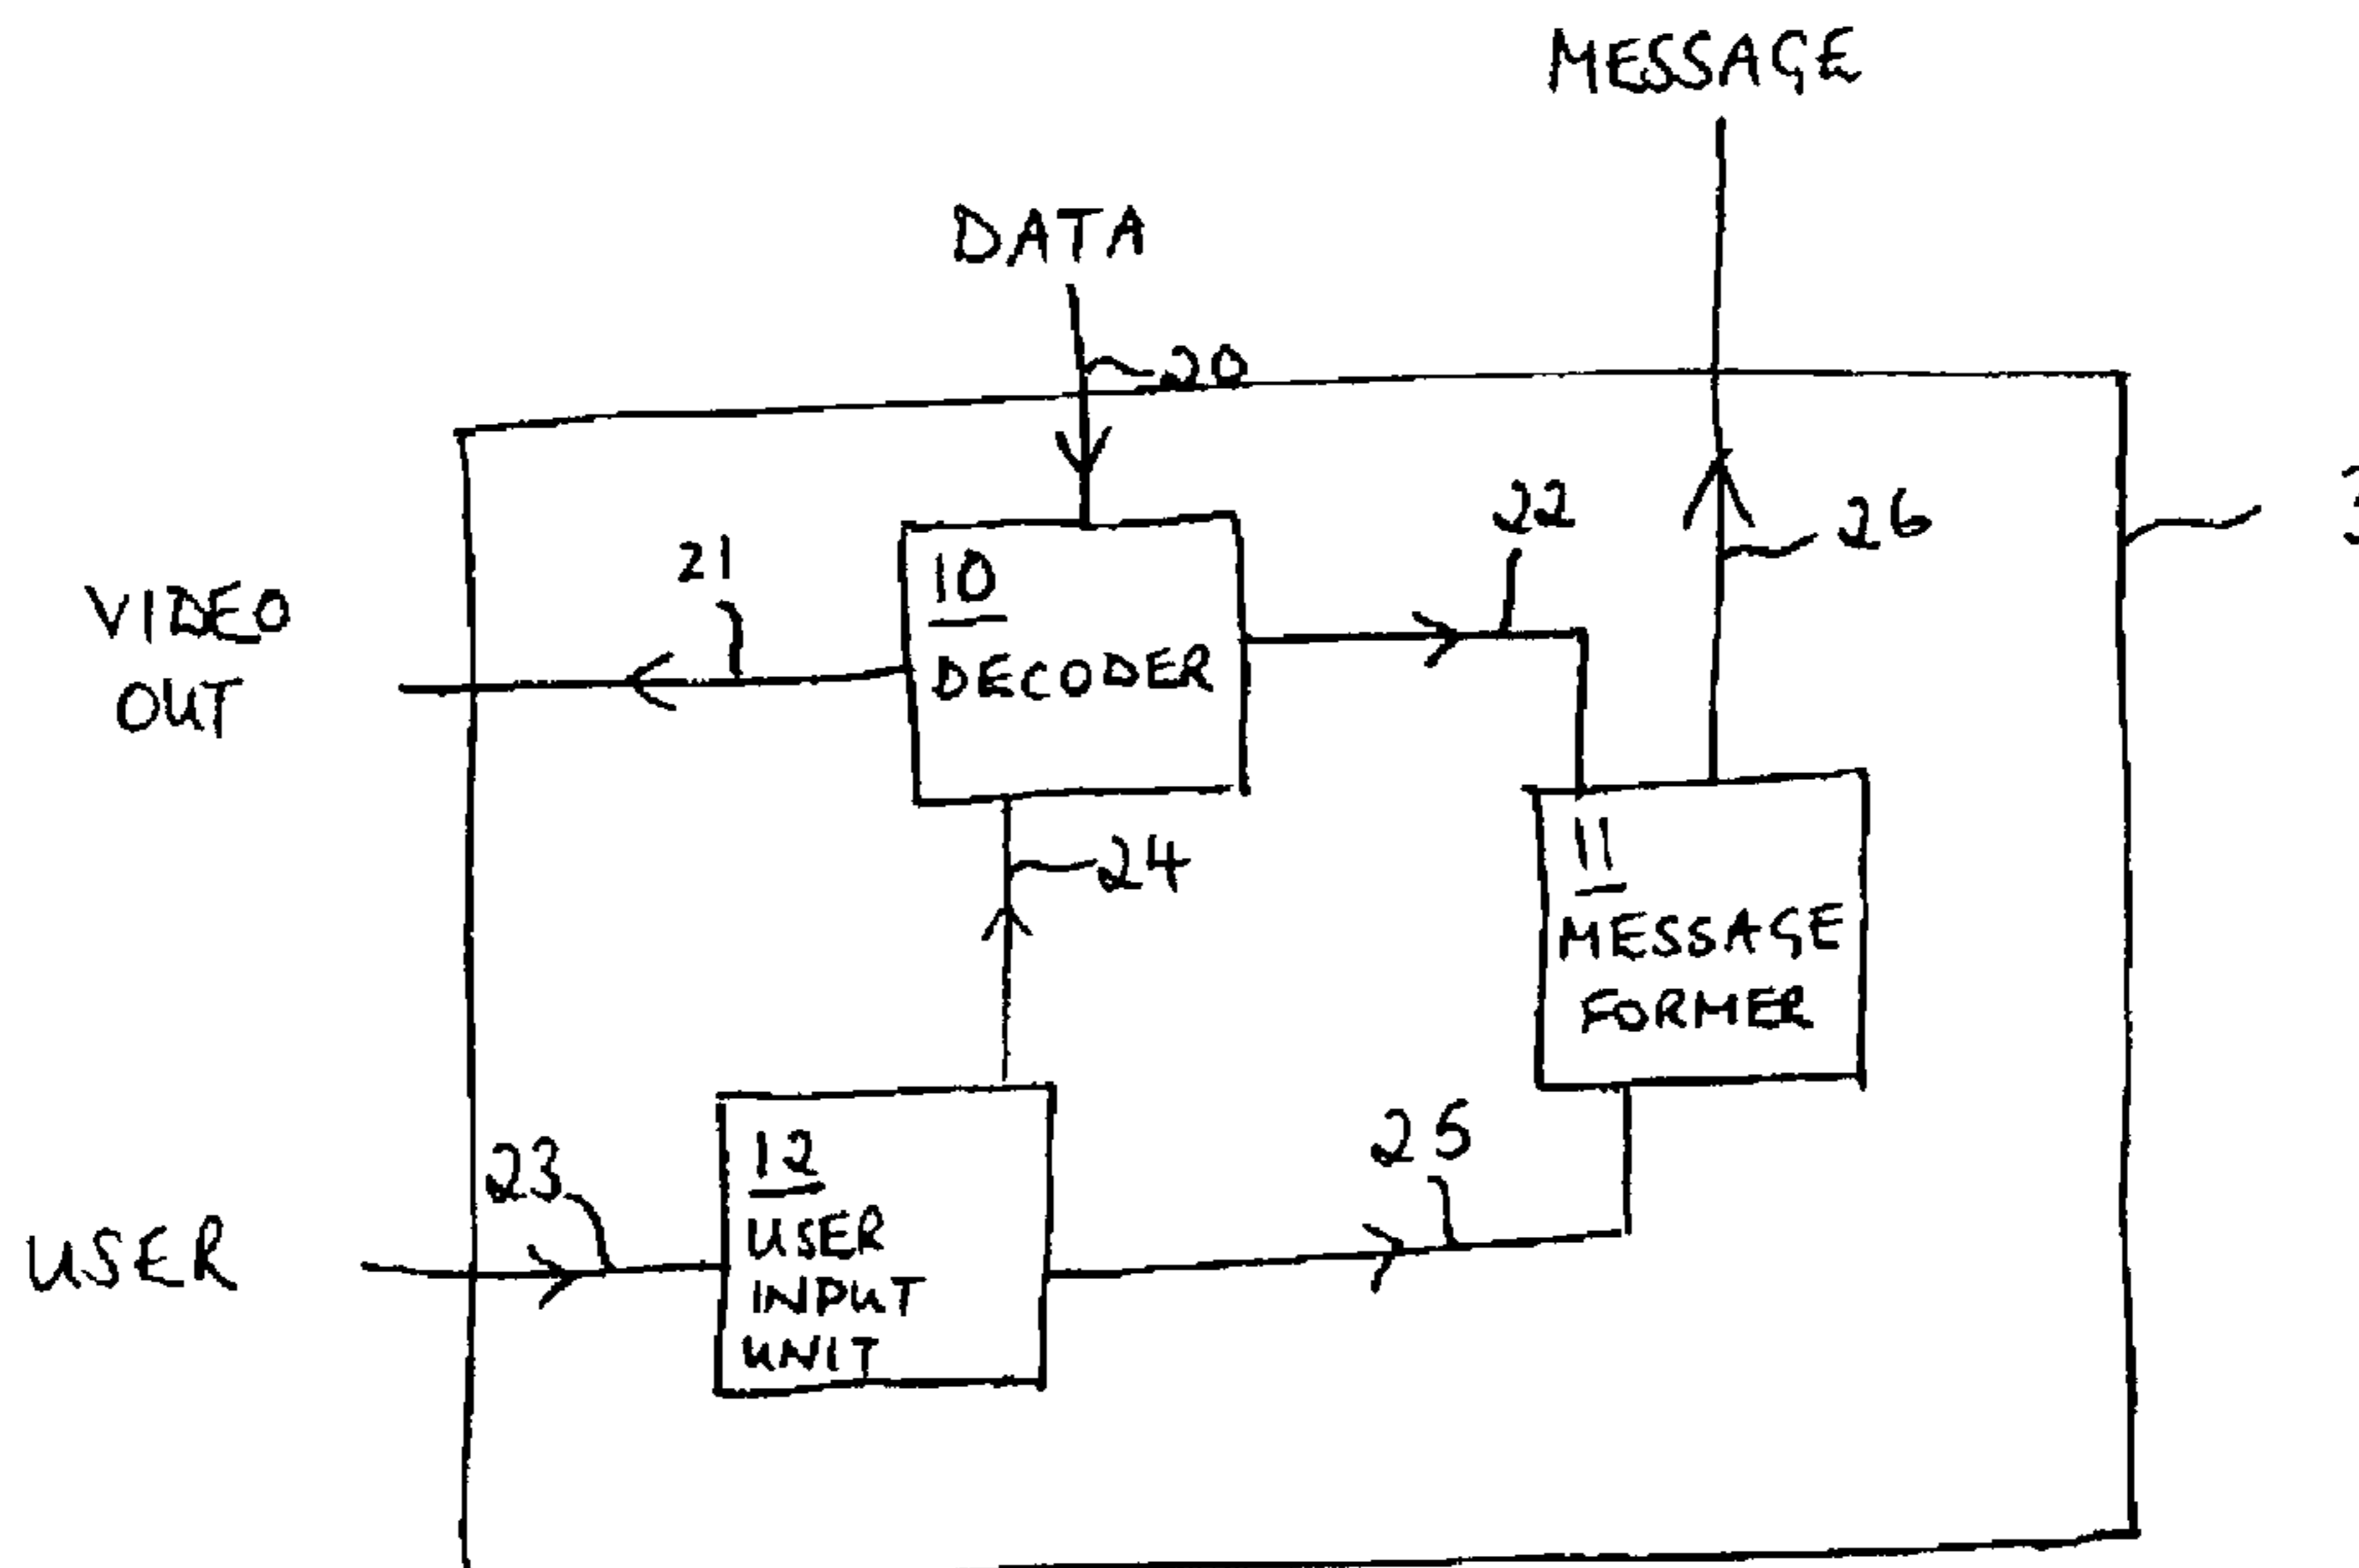 MESSAGE
DATA
20
22
26
21
10
VIDEO
OUT
DECODER
24
11
MESSAGE
FORMER
25
23
12
USER
INPUT
UNIT
USER